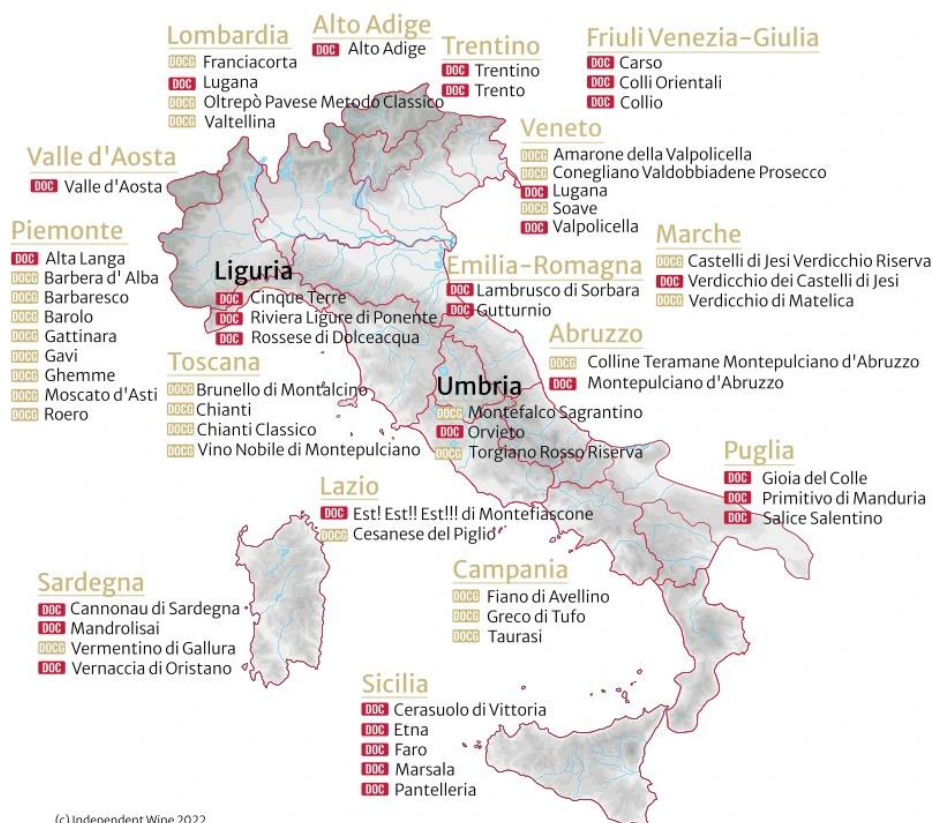 Lombardia
DOCG Franciacorta
DOC Lugana
DOCG Oltrepò Pavese Metodo Classico
DOCG Valtellina
Alto Adige
DOC Alto Adige
Trentino
DOC Trentino
DOC Trento
Friuli Venezia-Giulia
DOC Carso
DOC Colli Orientali
DOC Collio
Veneto
DOCG Amarone della Valpolicella
DOCG Conegliano Valdobbiadene Prosecco
DOC Lugana
DOCG Soave
DOC Valpolicella
Valle d'Aosta
DOC Valle d'Aosta
Piemonte
DOC Alta Langa
DOCG Barbera d' Alba
DOCG Barbaresco
DOCG Barolo
DOCG Gattinara
DOCG Gavi
DOCG Ghemme
DOCG Moscato d'Asti
DOCG Roero
Liguria
DOC Cinque Terre
DOC Riviera Ligure di Ponente
DOC Rossese di Dolceacqua
Emilia-Romagna
DOC Lambrusco di Sorbara
DOC Gutturnio
Marche
DOCG Castelli di Jesi Verdicchio Riserva
DOC Verdicchio dei Castelli di Jesi
DOCG Verdicchio di Matelica
Toscana
DOCG Brunello di Montalcino
DOCG Chianti
DOCG Chianti Classico
DOCG Vino Nobile di Montepulciano
Umbria
DOCG Montefalco Sagrantino
DOC Orvieto
DOCG Torgiano Rosso Riserva
Abruzzo
DOCG Colline Teramane Montepulciano d'Abruzzo
DOC Montepulciano d'Abruzzo
Puglia
DOC Gioia del Colle
DOC Primitivo di Manduria
DOC Salice Salentino
Lazio
DOC Est! Est!! Est!!! di Montefiascone
DOCG Cesanese del Piglio
Campania
DOCG Fiano di Avellino
DOCG Greco di Tufo
DOCG Taurasi
Sardegna
DOC Cannonau di Sardegna
DOC Mandrolisai
DOCG Vermentino di Gallura
DOC Vernaccia di Oristano
Sicilia
DOC Cerasuolo di Vittoria
DOC Etna
DOC Faro
DOC Marsala
DOC Pantelleria
(c) Independent Wine 2022